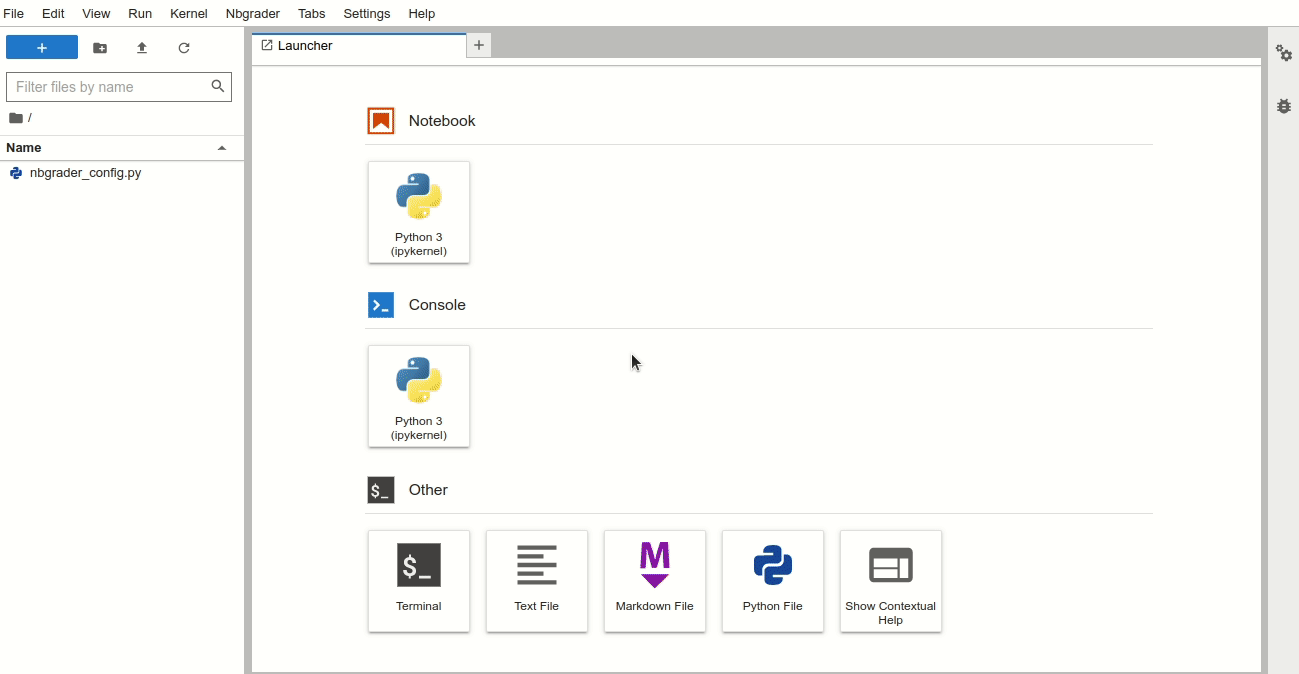 File Edit View Run Kernel Nbgrader Tabs Settings Help
+
Launcher
+
Filter files by name
/
Name
nbgrader_config.py
Notebook
Python 3
(ipykernel)
Console
Python 3
(ipykernel)
$_ Other
$_
Terminal
Text File
M
Markdown File
Python File
Show Contextual
Help